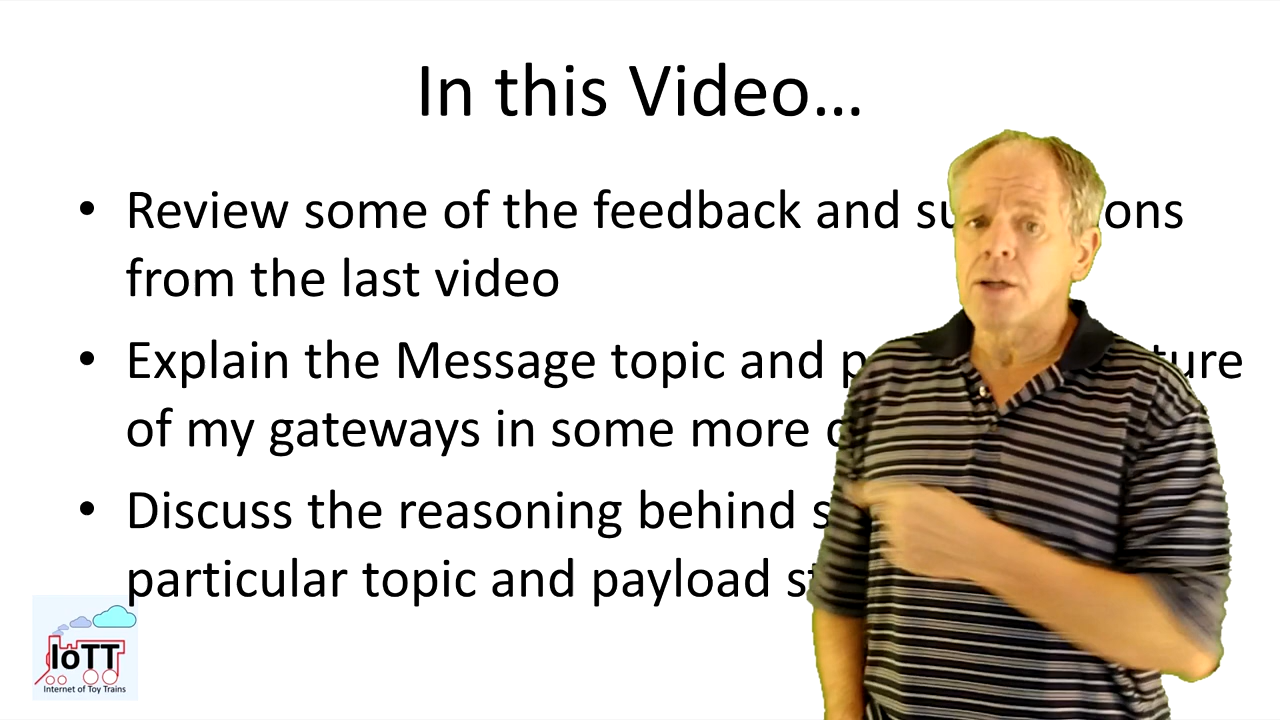 In this Video...
• Review some of the feedback and su ons
from the last video
• Explain the Message topic and p ture
of my gateways in some more
• Discuss the reasoning behind s
particular topic and payload st
IoTT
Internet of Toy Trains